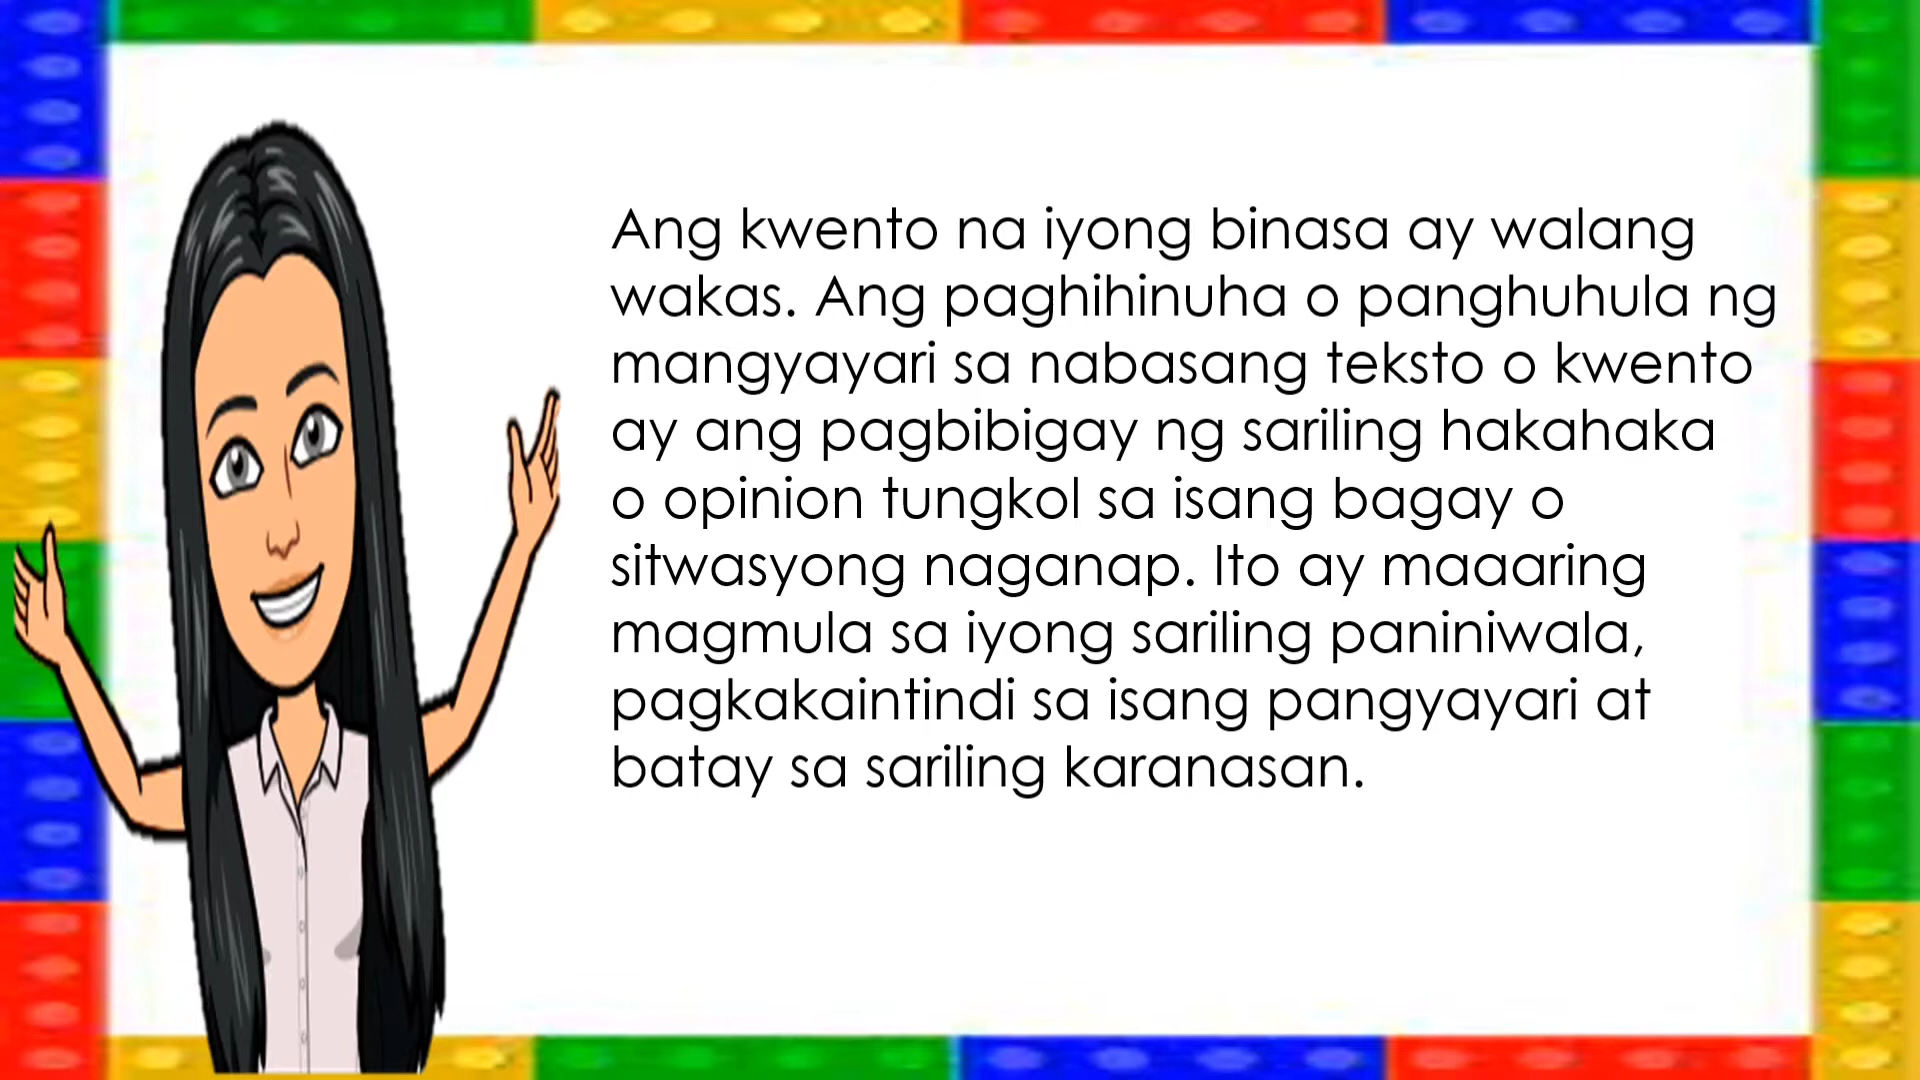 Ang kwento na iyong binasa ay walang
wakas. Ang paghihinuha o panghuhula ng
mangyayari sa nabasang teksto o kwento
ay ang pagbibigay ng sariling hakahaka
o opinion tungkol sa isang bagay o
sitwasyong naganap. Ito ay maaaring
magmula sa iyong sariling paniniwala,
pagkakaintindi sa isang pangyayari at
batay sa sariling karanasan.